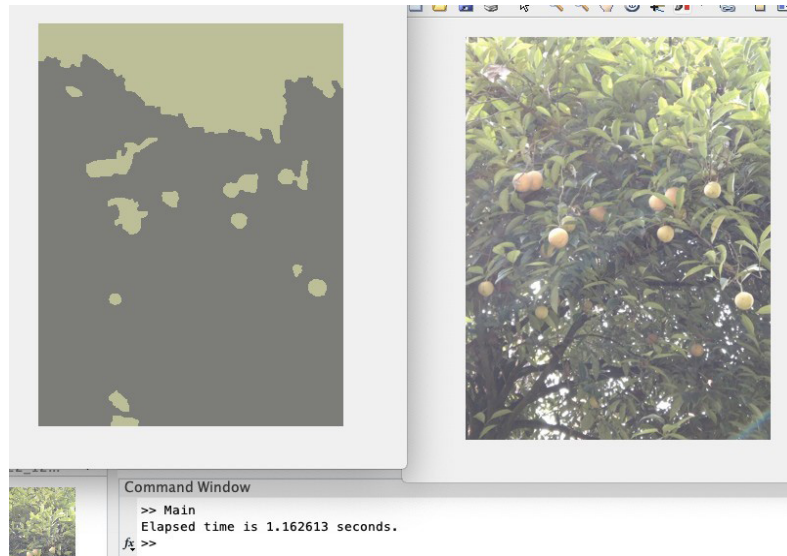 Command Window
>> Main
Elapsed time is 1.162613 seconds.
fx >>